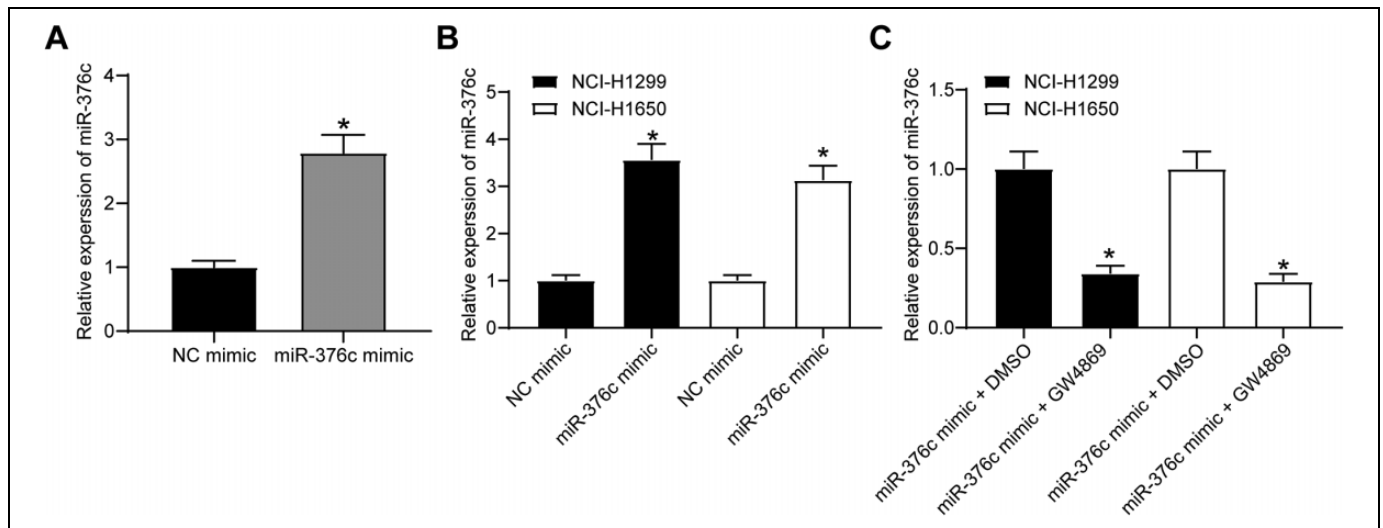 A
Relative experssion of miR-376c
4
3
2
1
0
*
NC mimic
miR-376c mimic
B
NCI-H1299
NCI-H1650
Relative experssion of miR-376c
5
4
3
2
1
0
*
*
NC mimic
miR-376c mimic
NC mimic
miR-376c mimic
C
NCI-H1299
NCI-H1650
Relative experssion of miR-376c
1.5
1.0
0.5
0.0
*
*
miR-376c mimic + DMSO
miR-376c mimic + GW4869
miR-376c mimic + DMSO
miR-376c mimic + GW4869